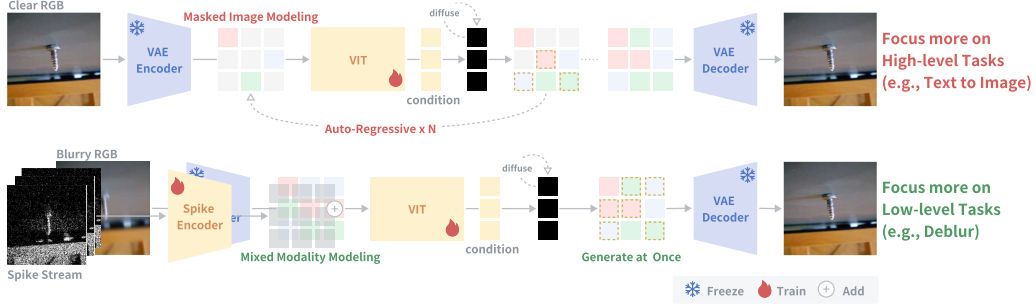 Clear RGB
VAE
Encoder
Masked Image Modeling
VIT
diffuse
condition
Auto-Regressive x N
VAE
Decoder
Focus more on
High-level Tasks
(e.g., Text to Image)
Blurry RGB
Spike Stream
Spike
Encoder
er
Mixed Modality Modeling
VIT
diffuse
condition
Generate at Once
VAE
Decoder
Focus more on
Low-level Tasks
(e.g., Deblur)
Freeze
Train
Add